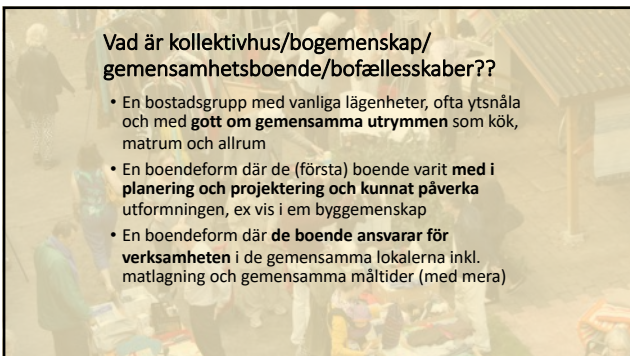 Vad är kollektivhus/bogemenskap/
gemensamhetsboende/bofællesskaber??
• En bostadsgrupp med vanliga lägenheter, ofta ytsnåla
och med gott om gemensamma utrymmen som kök,
matrum och allrum
• En boendeform där de (första) boende varit med i
planering och projektering och kunnat påverka
utformningen, ex vis i em byggemenskap
• En boendeform där de boende ansvarar för
verksamheten i de gemensamma lokalerna inkl.
matlagning och gemensamma måltider (med mera)